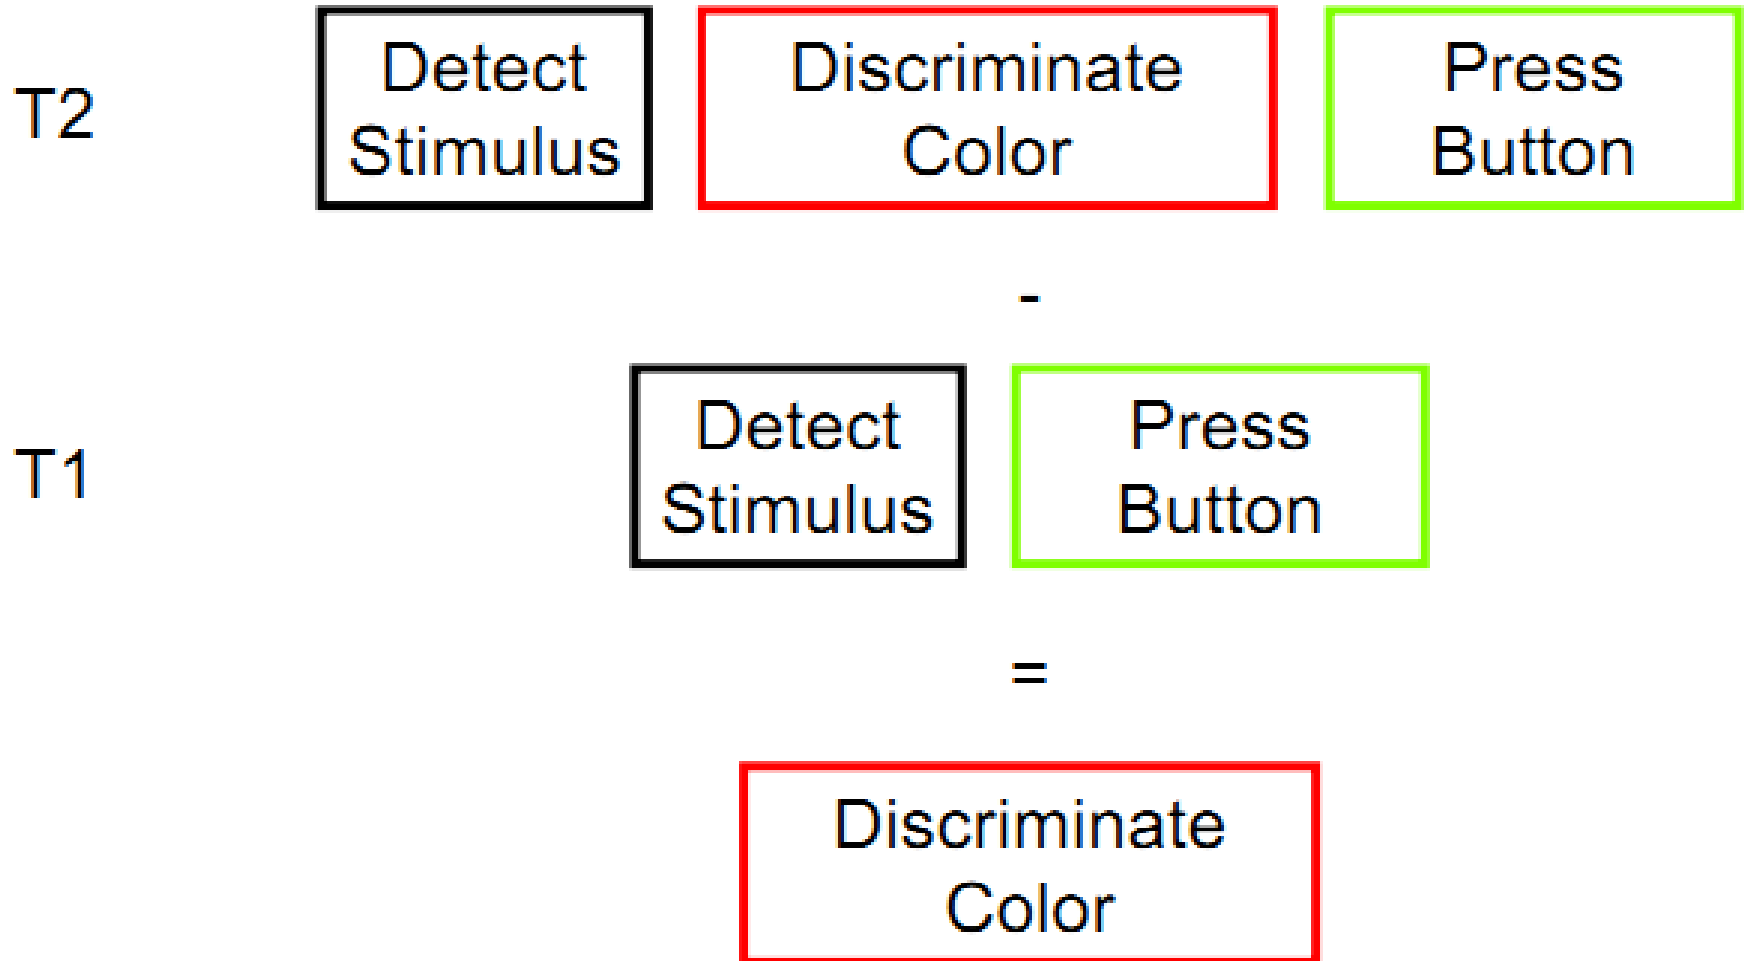 T2
Detect
Stimulus
Discriminate
Color
Press
Button
-
T1
Detect
Stimulus
Press
Button
=
Discriminate
Color